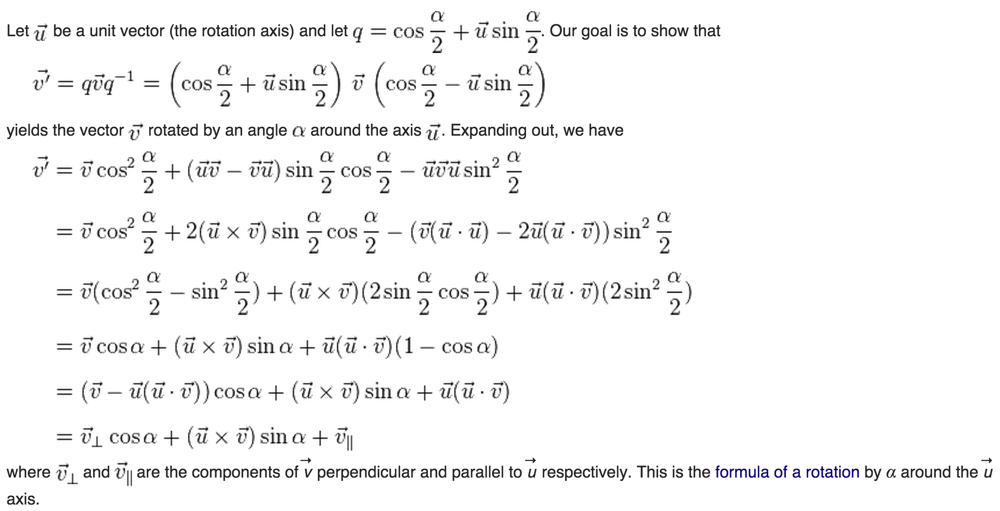 Let $\vec{u}$ be a unit vector (the rotation axis) and let $q = \cos \frac{\alpha}{2} + \vec{u} \sin \frac{\alpha}{2}$. Our goal is to show that
$\vec{v}' = q\vec{v}q^{-1} = \left( \cos \frac{\alpha}{2} + \vec{u} \sin \frac{\alpha}{2} \right) \vec{v} \left( \cos \frac{\alpha}{2} - \vec{u} \sin \frac{\alpha}{2} \right)$
yields the vector $\vec{v}$ rotated by an angle $\alpha$ around the axis $\vec{u}$. Expanding out, we have
$\vec{v}' = \vec{v} \cos^2 \frac{\alpha}{2} + (\vec{u}\vec{v} - \vec{v}\vec{u}) \sin \frac{\alpha}{2} \cos \frac{\alpha}{2} - \vec{u}\vec{v}\vec{u} \sin^2 \frac{\alpha}{2}$
$= \vec{v} \cos^2 \frac{\alpha}{2} + 2(\vec{u} \times \vec{v}) \sin \frac{\alpha}{2} \cos \frac{\alpha}{2} - (\vec{v}(\vec{u} \cdot \vec{u}) - 2\vec{u}(\vec{u} \cdot \vec{v})) \sin^2 \frac{\alpha}{2}$
$= \vec{v}(\cos^2 \frac{\alpha}{2} - \sin^2 \frac{\alpha}{2}) + (\vec{u} \times \vec{v})(2 \sin \frac{\alpha}{2} \cos \frac{\alpha}{2}) + \vec{u}(\vec{u} \cdot \vec{v})(2 \sin^2 \frac{\alpha}{2})$
$= \vec{v} \cos \alpha + (\vec{u} \times \vec{v}) \sin \alpha + \vec{u}(\vec{u} \cdot \vec{v})(1 - \cos \alpha)$
$= (\vec{v} - \vec{u}(\vec{u} \cdot \vec{v})) \cos \alpha + (\vec{u} \times \vec{v}) \sin \alpha + \vec{u}(\vec{u} \cdot \vec{v})$
$= \vec{v}_{\perp} \cos \alpha + (\vec{u} \times \vec{v}) \sin \alpha + \vec{v}_{\|}$
where $\vec{v}_{\perp}$ and $\vec{v}_{\|}$ are the components of $\vec{v}$ perpendicular and parallel to $\vec{u}$ respectively. This is the formula of a rotation by $\alpha$ around the $\vec{u}$
axis.